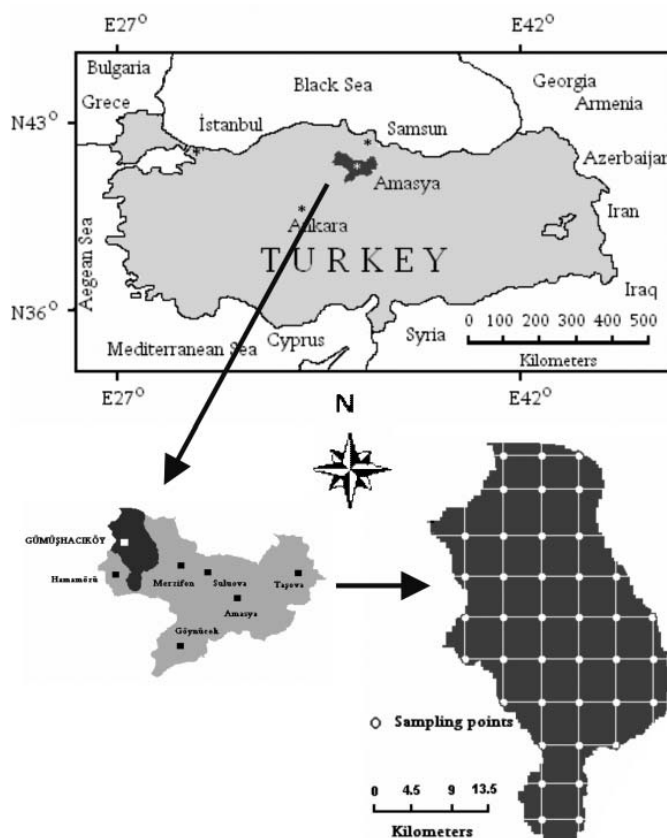 E27° E42°
Bulgaria
Grece
Black Sea
Georgia
Armenia
N43°
İstanbul
Samsun
Azerbaijan
Amasya
Iran
Ankara
Aegean Sea
TURKEY
N36°
Iraq
Mediterranean Sea
Cyprus
Syria
0 100 200 300 400 500
Kilometers
E27° E42°
N
GÜMÜŞHACIKÖY
Hamamözü
Merzifon
Suluova
Taşova
Amasya
Göynücek
Sampling points
0 4.5 9 13.5
Kilometers